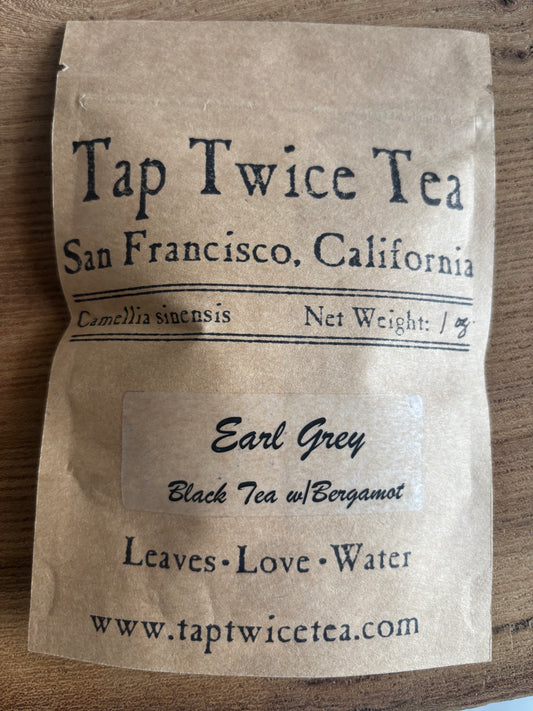 Tap Twice Tea
San Francisco, California
Camellia sinensis Net Weight: 1 oz.
Earl Grey
Black Tea w/Bergamot
Leaves·Love·Water
www.taptwicetea.com